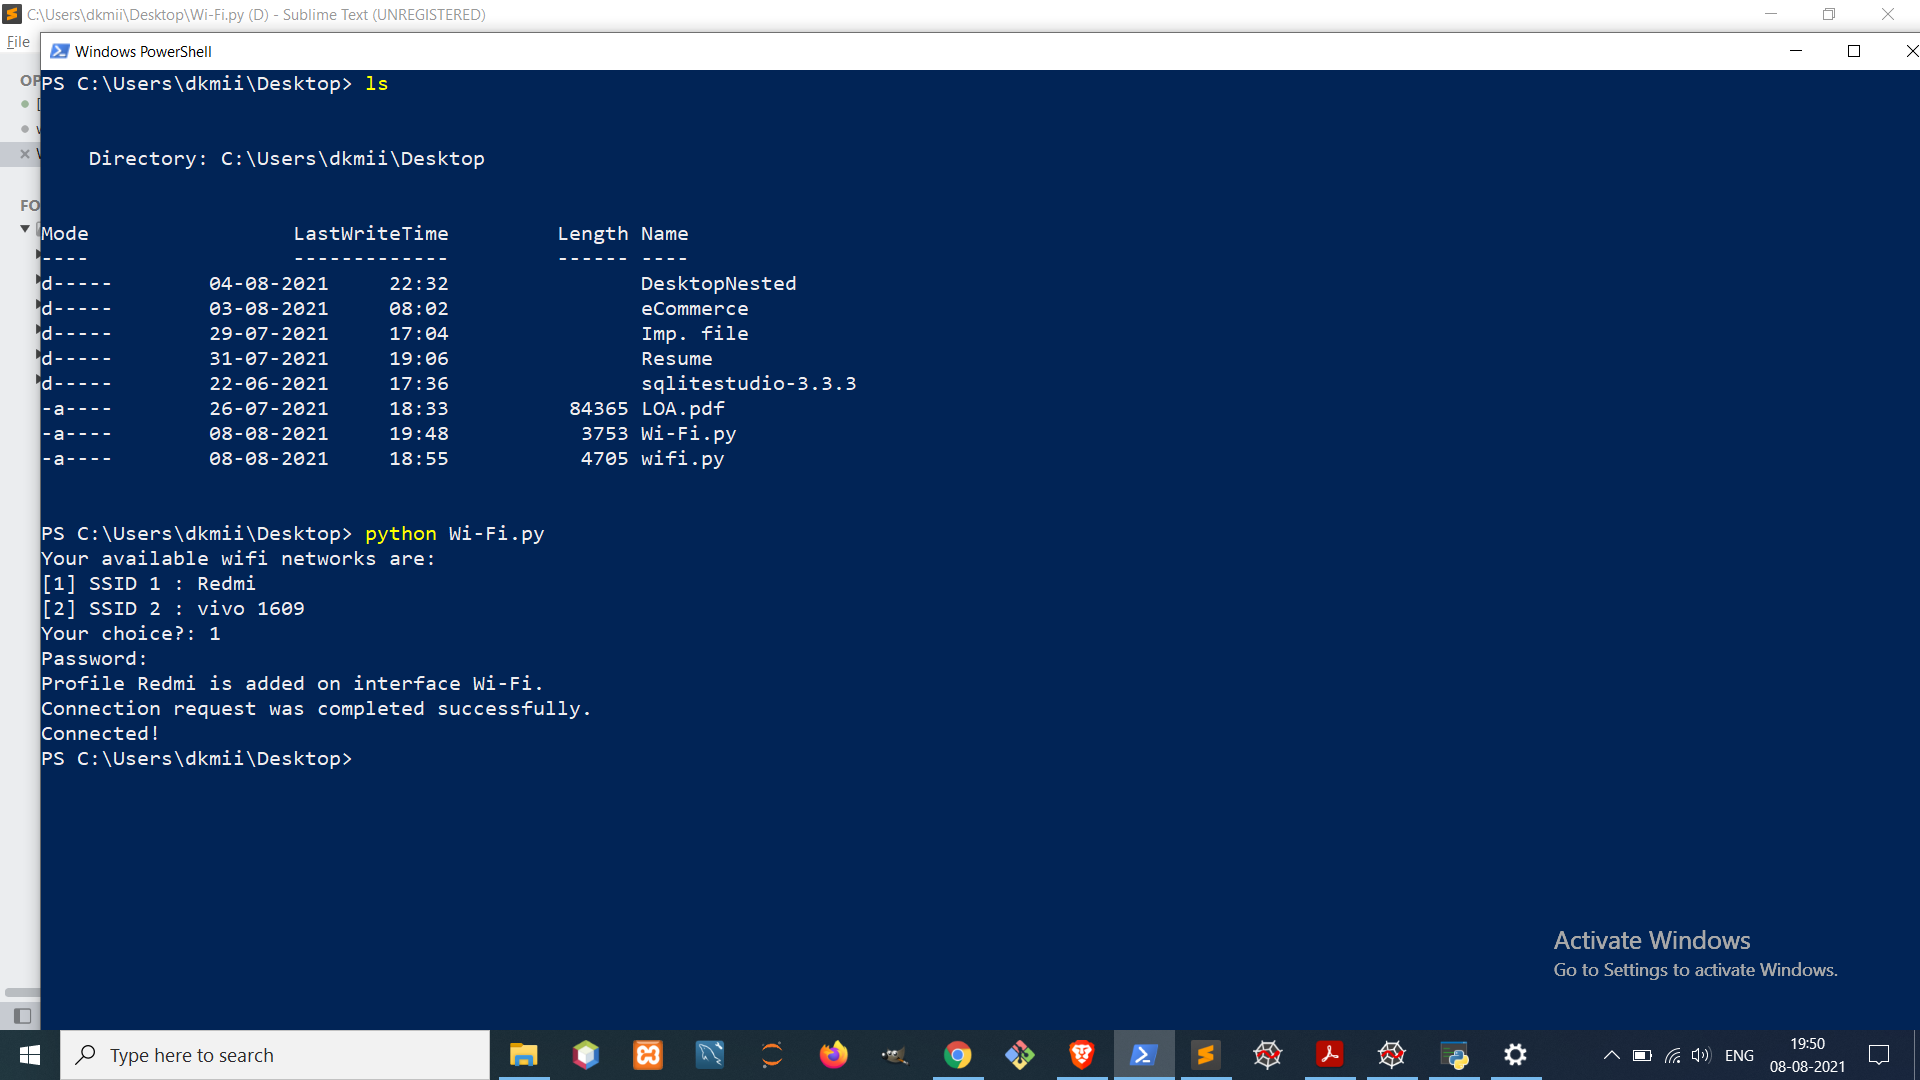 C:\Users\dkmii\Desktop\Wi-Fi.py (D) - Sublime Text (UNREGISTERED)
File
Windows PowerShell
OP
FO
PS C:\Users\dkmii\Desktop> ls
Directory: C:\Users\dkmii\Desktop
Mode LastWriteTime Length Name
---- ------------- ------ ----
d----- 04-08-2021 22:32 DesktopNested
d----- 03-08-2021 08:02 eCommerce
d----- 29-07-2021 17:04 Imp. file
d----- 31-07-2021 19:06 Resume
d----- 22-06-2021 17:36 sqlitestudio-3.3.3
-a---- 26-07-2021 18:33 84365 LOA.pdf
-a---- 08-08-2021 19:48 3753 Wi-Fi.py
-a---- 08-08-2021 18:55 4705 wifi.py
PS C:\Users\dkmii\Desktop> python Wi-Fi.py
Your available wifi networks are:
[1] SSID 1 : Redmi
[2] SSID 2 : vivo 1609
Your choice?: 1
Password:
Profile Redmi is added on interface Wi-Fi.
Connection request was completed successfully.
Connected!
PS C:\Users\dkmii\Desktop>
Activate Windows
Go to Settings to activate Windows.
Type here to search
ENG
19:50
08-08-2021